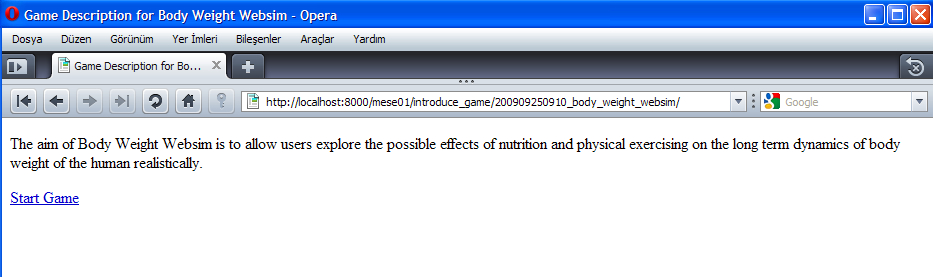 Game Description for Body Weight Websim - Opera
Dosya Düzen Görünüm Yer İmleri Bileşenler Araçlar Yardım
Game Description for Bo...
http://localhost:8000/mese01/introduce_game/200909250910_body_weight_websim/ Google
The aim of Body Weight Websim is to allow users explore the possible effects of nutrition and physical exercising on the long term dynamics of body
weight of the human realistically.
Start Game